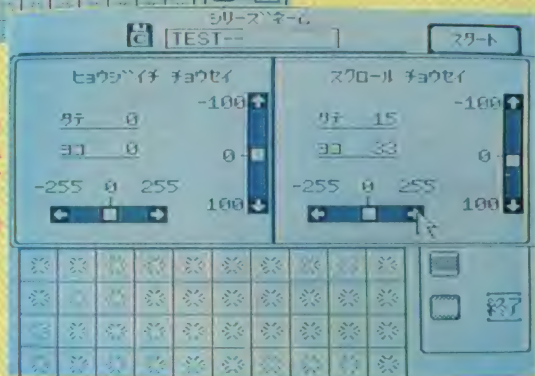 シリーズネーム
C [TEST-- ] スタート
ヒョウジイチ チョウセイ
-100
タテ 0
ヨコ 0
0
-255 0 255
100
スクロール チョウセイ
-100
タテ 15
ヨコ 33
0
-255 0 255
100
終了